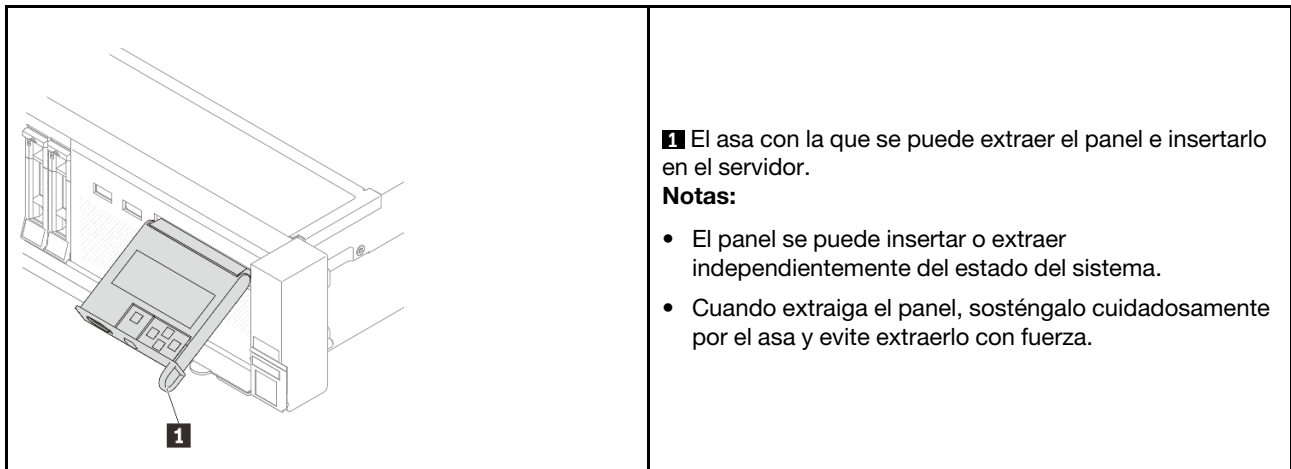 1
1 El asa con la que se puede extraer el panel e insertarlo
en el servidor.
Notas:
• El panel se puede insertar o extraer
independientemente del estado del sistema.
• Cuando extraiga el panel, sosténgalo cuidadosamente
por el asa y evite extraerlo con fuerza.